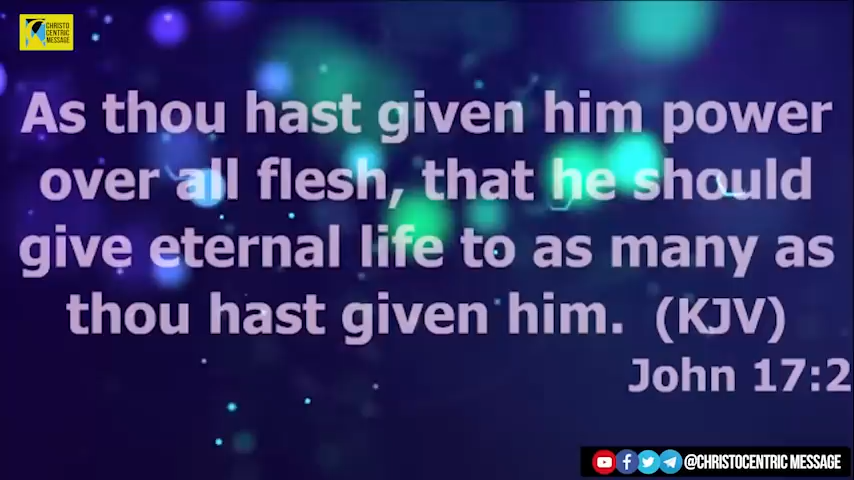 CHRISTO
CENTRIC
MESSAGE
As thou hast given him power
over all flesh, that he should
give eternal life to as many as
thou hast given him. (KJV)
John 17:2
@CHRISTOCENTRIC MESSAGE